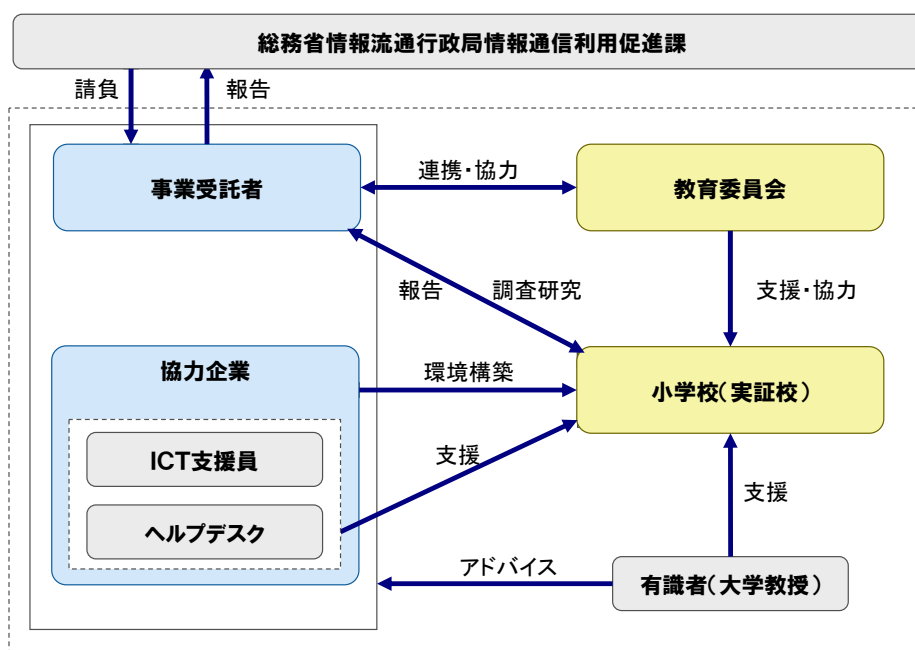 総務省情報流通行政局情報通信利用促進課
請負
報告
事業受託者
連携・協力
教育委員会
報告
調査研究
支援・協力
協力企業
環境構築
小学校(実証校)
ICT支援員
支援
ヘルプデスク
支援
アドバイス
有識者(大学教授)